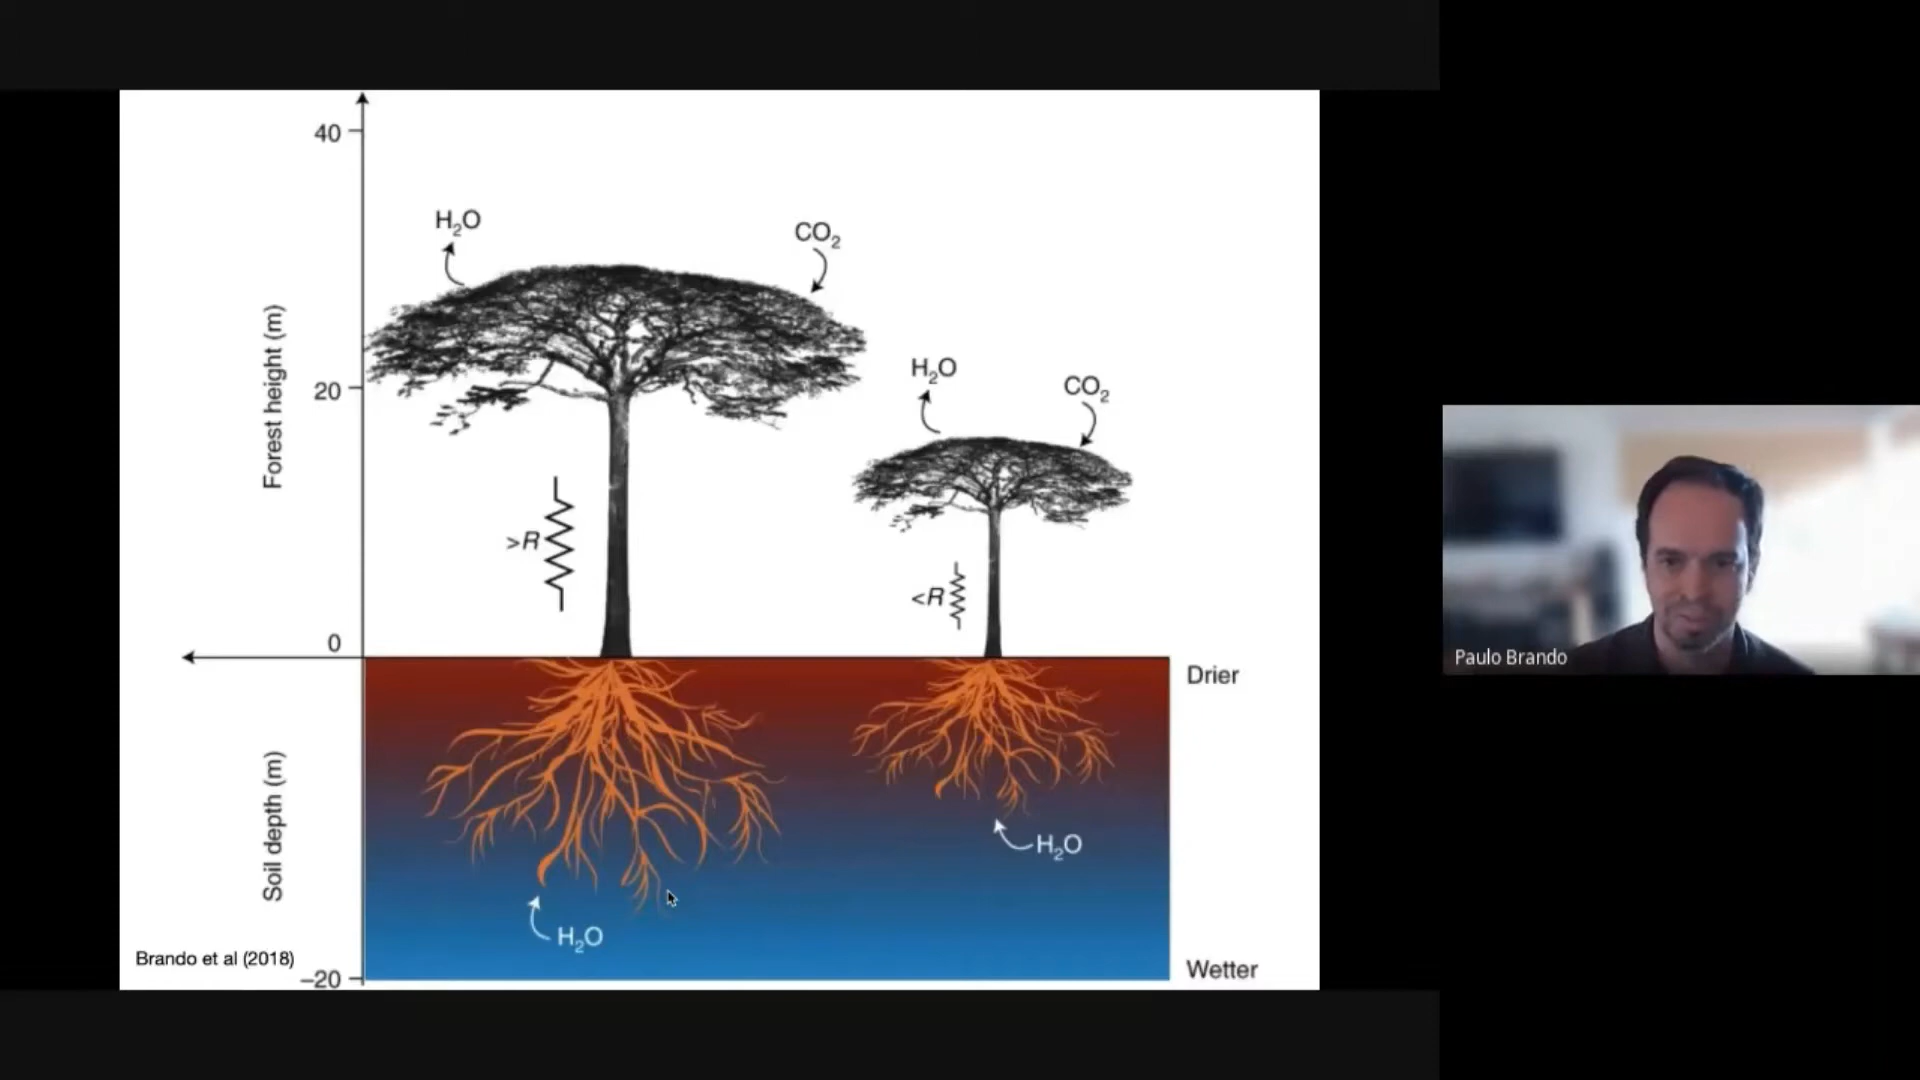 40
H₂O
CO₂
Forest height (m)
20
H₂O
CO₂
>R
<R
0
Drier
Soil depth (m)
H₂O
H₂O
Brando et al (2018)
–20
Wetter
Paulo Brando